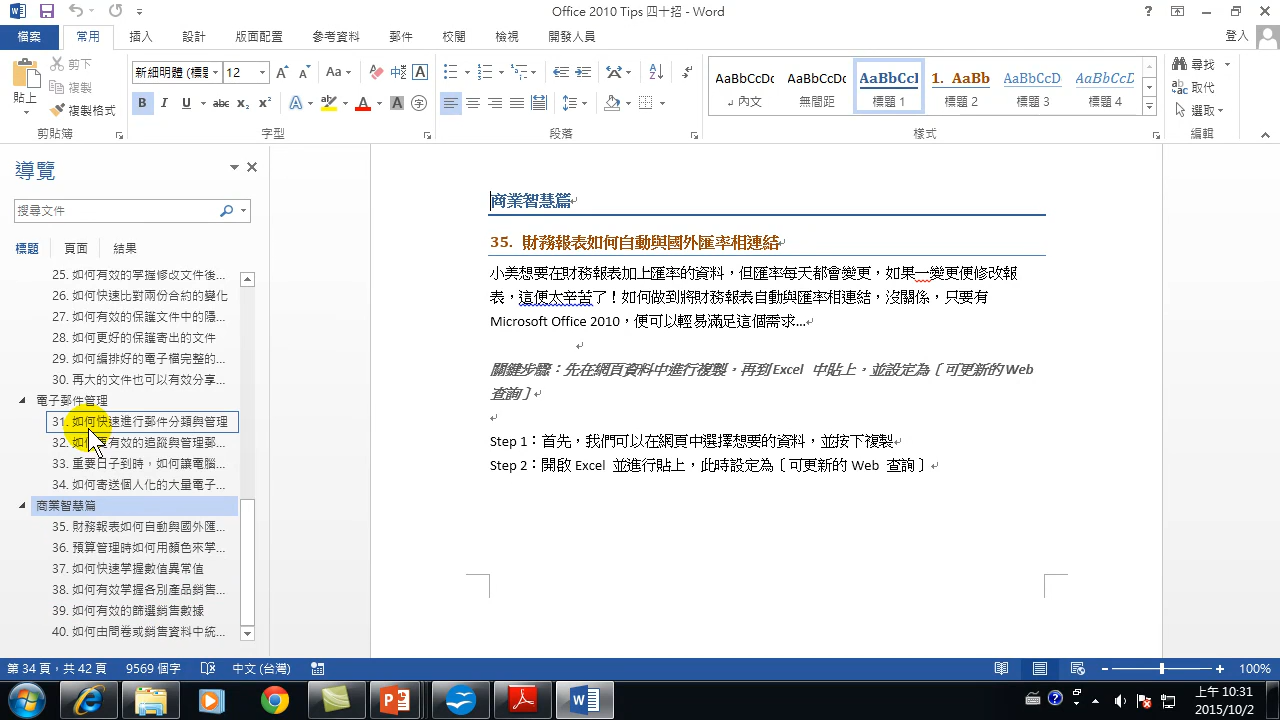 Office 2010 Tips 四十招 - Word
檔案 常用 插入 設計 版面配置 參考資料 郵件 校閱 檢視 開發人員 登入
貼上
剪下
複製
複製格式
剪貼簿
新細明體 (標題 12
Aa
B I U abc x₂ x²
字型
段落
AaBbCcDc AaBbCcDc AaBbCcI 1. AaBb AaBbCcD AaBbCcL
內文 無間距 標題 1 標題 2 標題 3 標題 4
樣式
尋找
取代
選取
編輯
導覽
搜尋文件
標題 頁面 結果
25. 如何有效的掌握修改文件後...
26. 如何快速比對兩份合約的變化
27. 如何有效的保護文件中的隱...
28. 如何更好的保護寄出的文件
29. 如何編排好的電子檔完整的...
30. 再大的文件也可以有效分享...
電子郵件管理
31. 如何快速進行郵件分類與管理
32. 如何更有效的追蹤與管理郵...
33. 重要日子到時，如何讓電腦...
34. 如何寄送個人化的大量電子...
商業智慧篇
35. 財務報表如何自動與國外匯...
36. 預算管理時如何用顏色來掌...
37. 如何快速掌握數值異常值
38. 如何有效掌握各別產品銷售...
39. 如何有效的篩選銷售數據
40. 如何由問卷或銷售資料中統...
商業智慧篇
35. 財務報表如何自動與國外匯率相連結
小美想要在財務報表加上匯率的資料，但匯率每天都會變更，如果一變更便修改報
表，這便太辛苦了！如何做到將財務報表自動與匯率相連結，沒關係，只要有
Microsoft Office 2010，便可以輕易滿足這個需求...
關鍵步驟：先在網頁資料中進行複製，再到 Excel 中貼上，並設定為〔可更新的 Web
查詢〕
Step 1：首先，我們可以在網頁中選擇想要的資料，並按下複製
Step 2：開啟 Excel 並進行貼上，此時設定為〔可更新的 Web 查詢〕
第 34 頁，共 42 頁 9569 個字 中文 (台灣) 100%
上午 10:31
2015/10/2